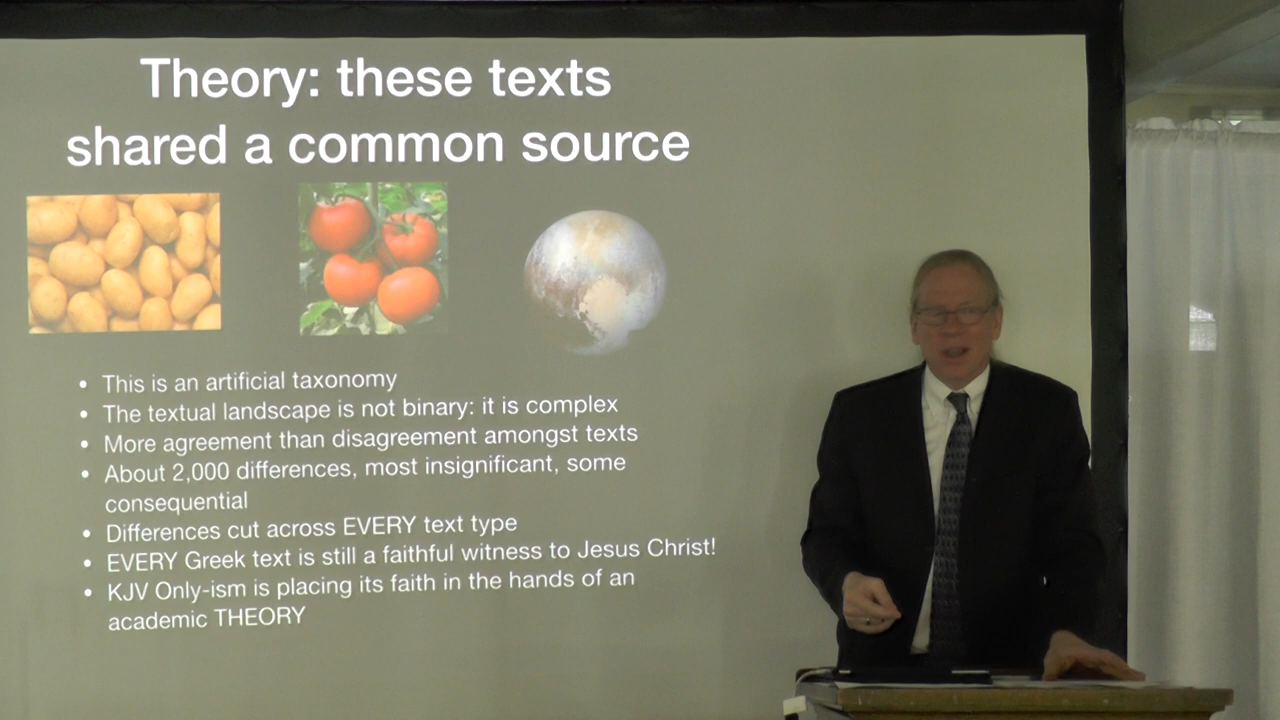 Theory: these texts
shared a common source
• This is an artificial taxonomy
• The textual landscape is not binary: it is complex
• More agreement than disagreement amongst texts
• About 2,000 differences, most insignificant, some
consequential
• Differences cut across EVERY text type
• EVERY Greek text is still a faithful witness to Jesus Christ!
• KJV Only-ism is placing its faith in the hands of an
academic THEORY